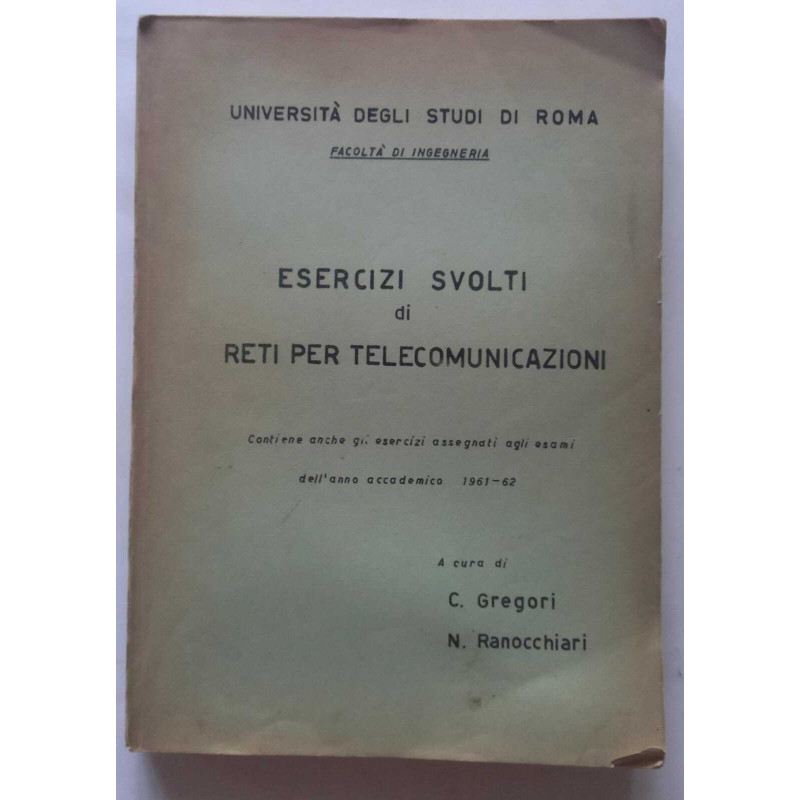 UNIVERSITÀ DEGLI STUDI DI ROMA
FACOLTÀ DI INGEGNERIA
ESERCIZI SVOLTI
di
RETI PER TELECOMUNICAZIONI
Contiene anche gli esercizi assegnati agli esami
dell'anno accademico 1961-62
A cura di
C. Gregori
N. Ranocchiari